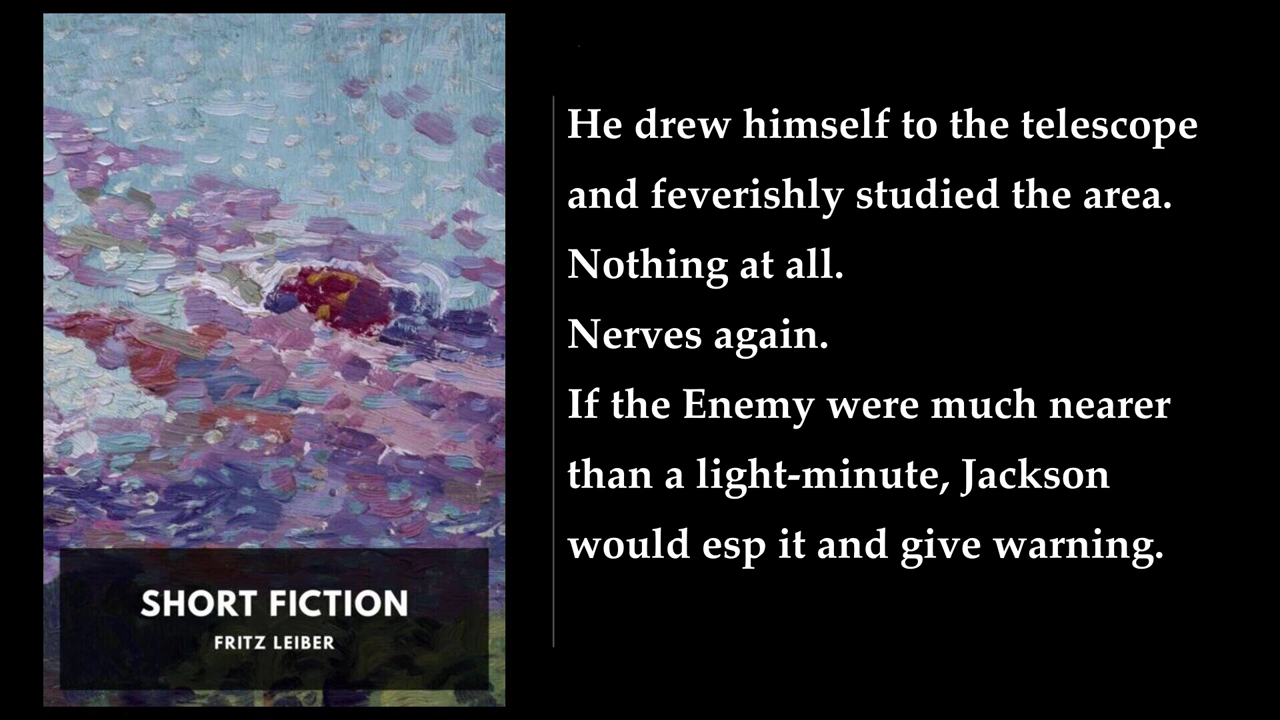 He drew himself to the telescope
and feverishly studied the area.
Nothing at all.
Nerves again.
If the Enemy were much nearer
than a light-minute, Jackson
would esp it and give warning.
SHORT FICTION
FRITZ LEIBER